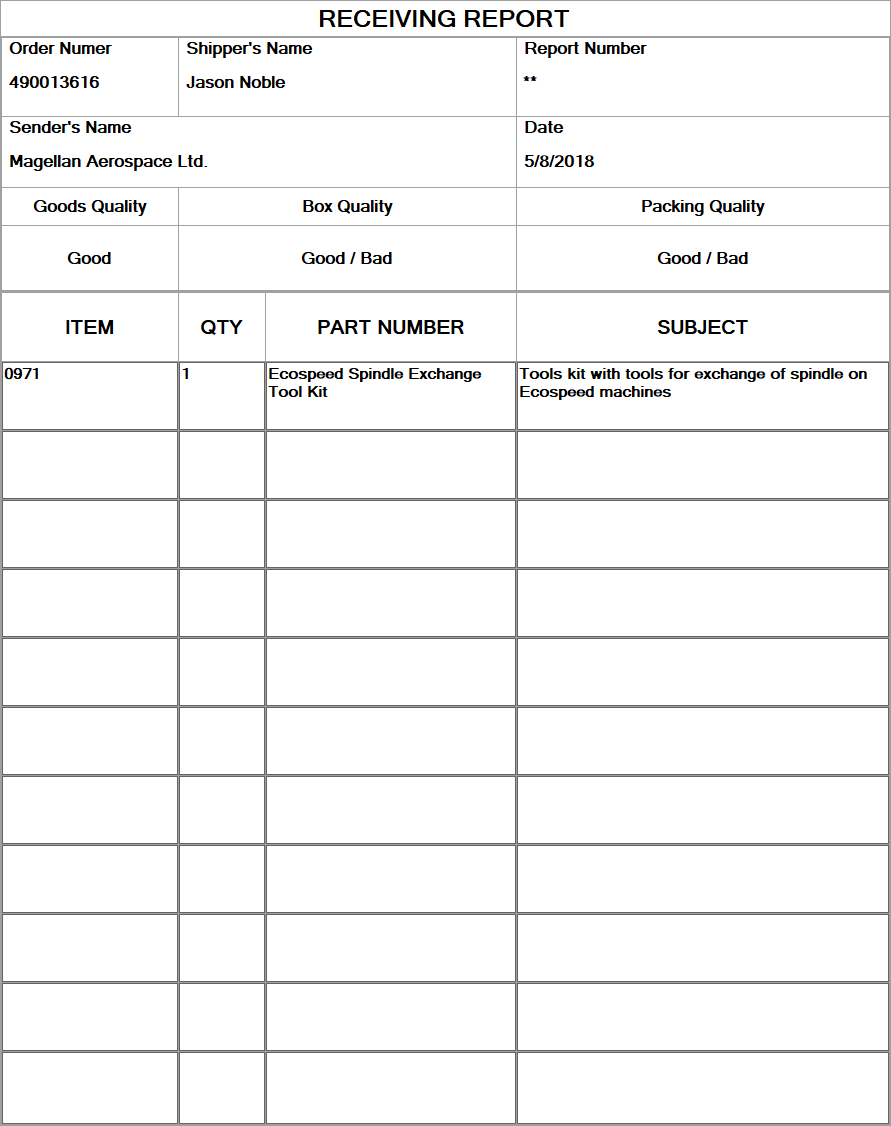 RECEIVING REPORT
Order Numer
Shipper's Name
Report Number
490013616
Jason Noble
**
Sender's Name
Date
Magellan Aerospace Ltd.
5/8/2018
Goods Quality
Box Quality
Packing Quality
Good
Good / Bad
Good / Bad
ITEM
QTY
PART NUMBER
SUBJECT
0971
1
Ecospeed Spindle Exchange
Tool Kit
Tools kit with tools for exchange of spindle on
Ecospeed machines